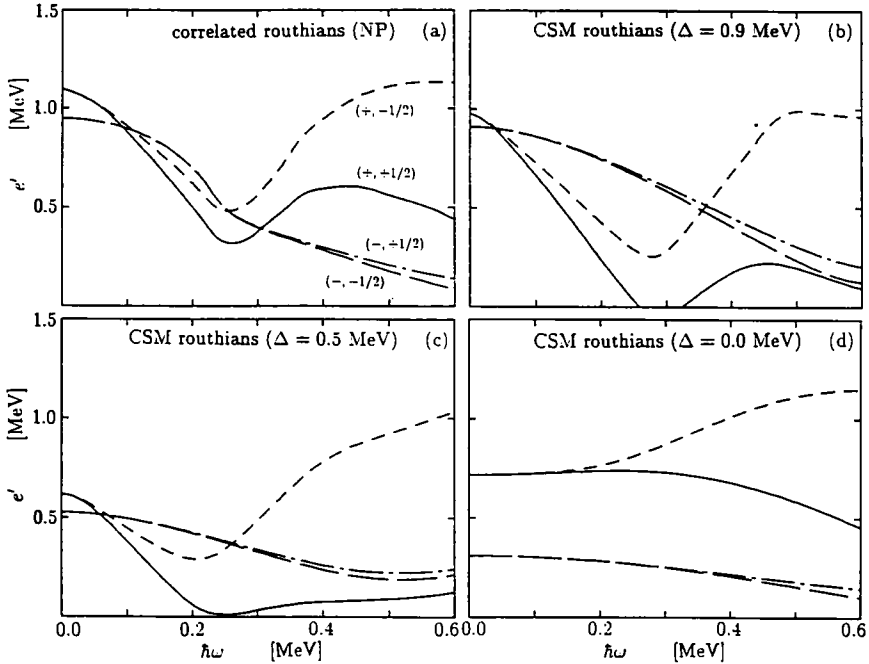 correlated routhians (NP) (a)
1.5
1.0
0.5
[MeV]
e′
(+, −1/2)
(+, +1/2)
(−, +1/2)
(−, −1/2)
CSM routhians (Δ = 0.9 MeV) (b)
CSM routhians (Δ = 0.5 MeV) (c)
1.5
1.0
0.5
[MeV]
e′
0.0 0.2 0.4 0.6
ℏω [MeV]
CSM routhians (Δ = 0.0 MeV) (d)
0.0 0.2 0.4 0.6
ℏω [MeV]